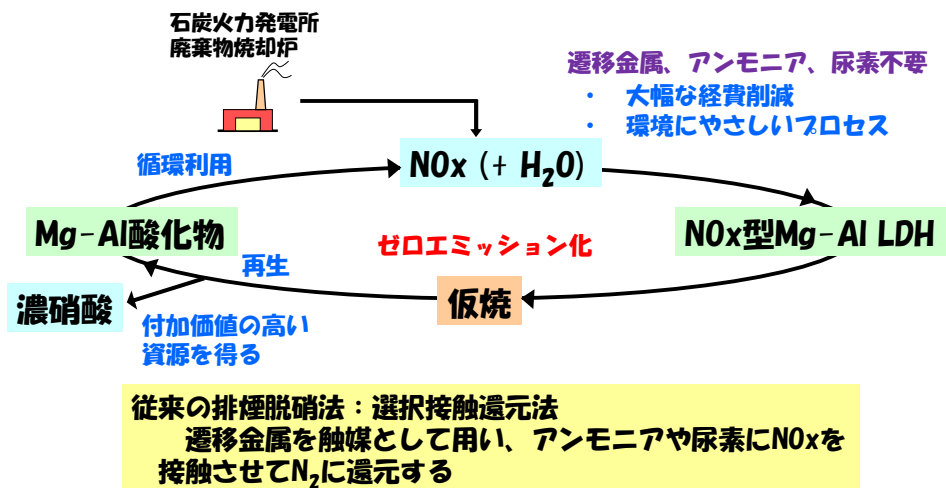 石炭火力発電所
廃棄物焼却炉
遷移金属、アンモニア、尿素不要
・ 大幅な経費削減
・ 環境にやさしいプロセス
循環利用
NOx (+ H₂O)
Mg-Al酸化物
NOx型Mg-Al LDH
ゼロエミッション化
再生
仮焼
濃硝酸
付加価値の高い
資源を得る
従来の排煙脱硝法：選択接触還元法
遷移金属を触媒として用い、アンモニアや尿素にNOxを
接触させてN₂に還元する